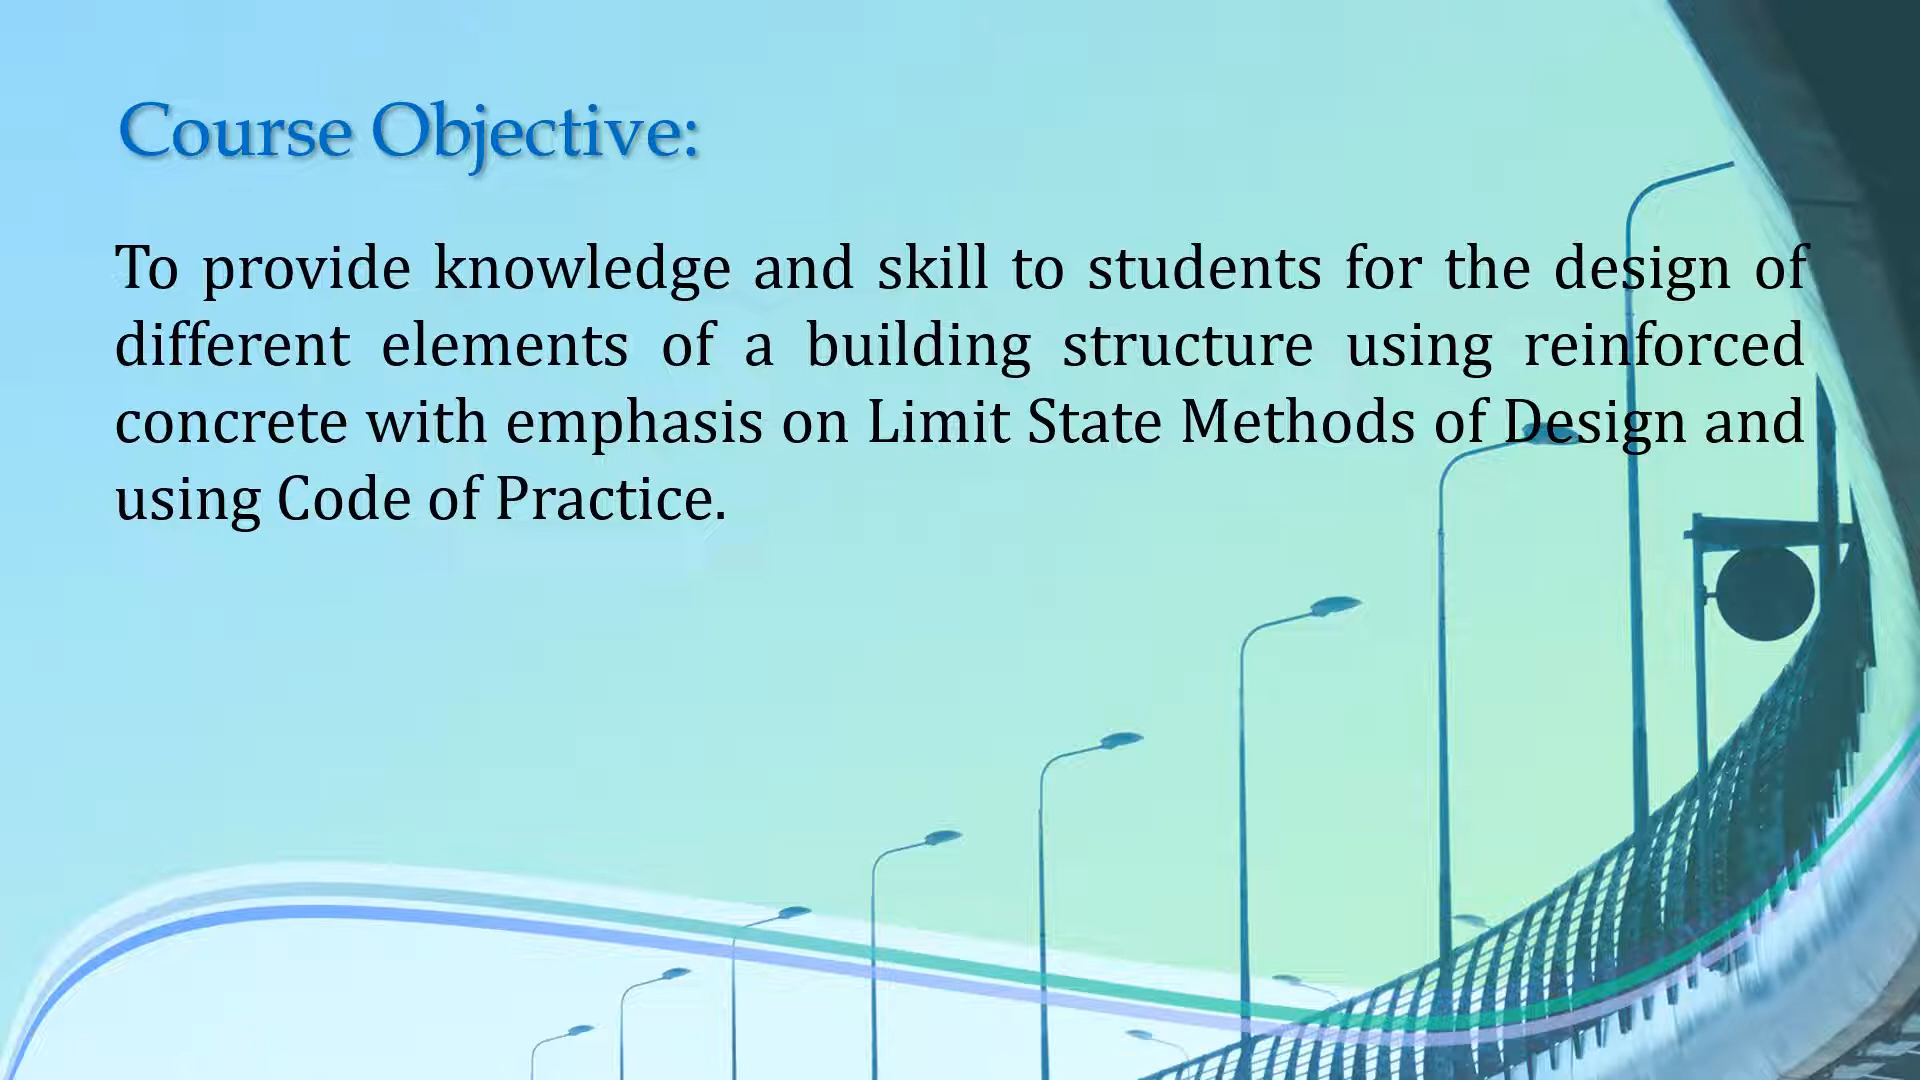 Course Objective:
To provide knowledge and skill to students for the design of
different elements of a building structure using reinforced
concrete with emphasis on Limit State Methods of Design and
using Code of Practice.